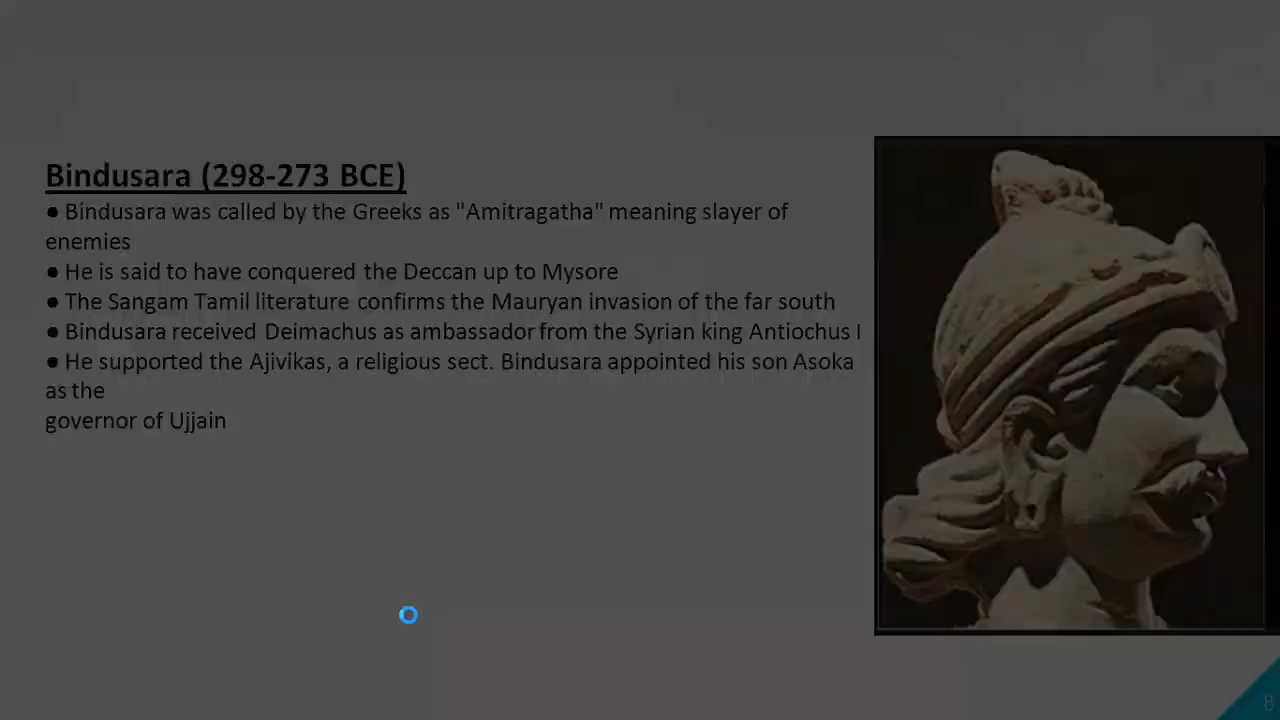 Bindusara (298-273 BCE)
● Bindusara was called by the Greeks as "Amitragatha" meaning slayer of
enemies
● He is said to have conquered the Deccan up to Mysore
● The Sangam Tamil literature confirms the Mauryan invasion of the far south
● Bindusara received Deimachus as ambassador from the Syrian king Antiochus I
● He supported the Ajivikas, a religious sect. Bindusara appointed his son Asoka
as the
governor of Ujjain
8